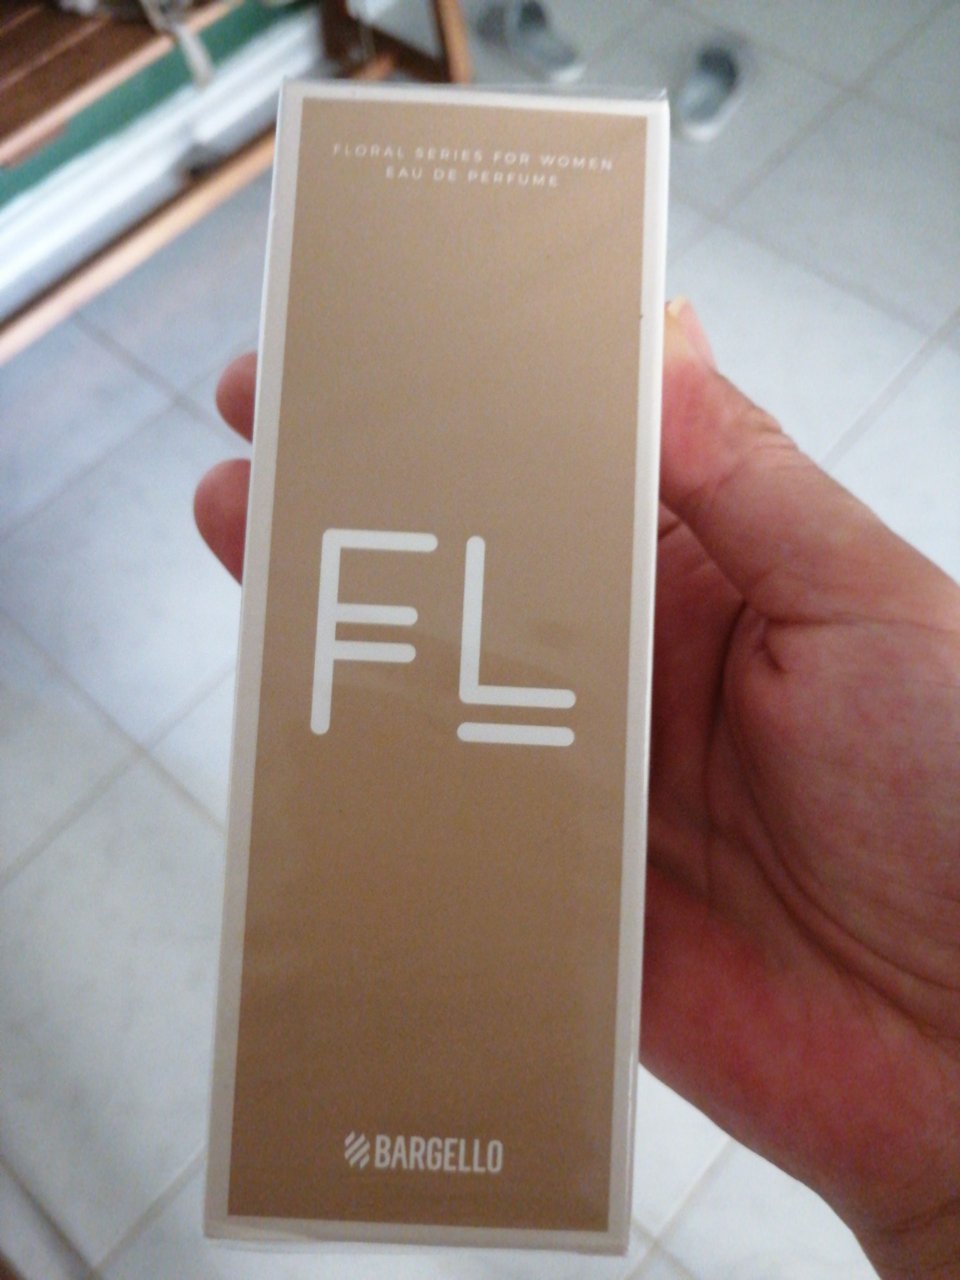 FLORAL SERIES FOR WOMEN
EAU DE PERFUME
FL
BARGELLO